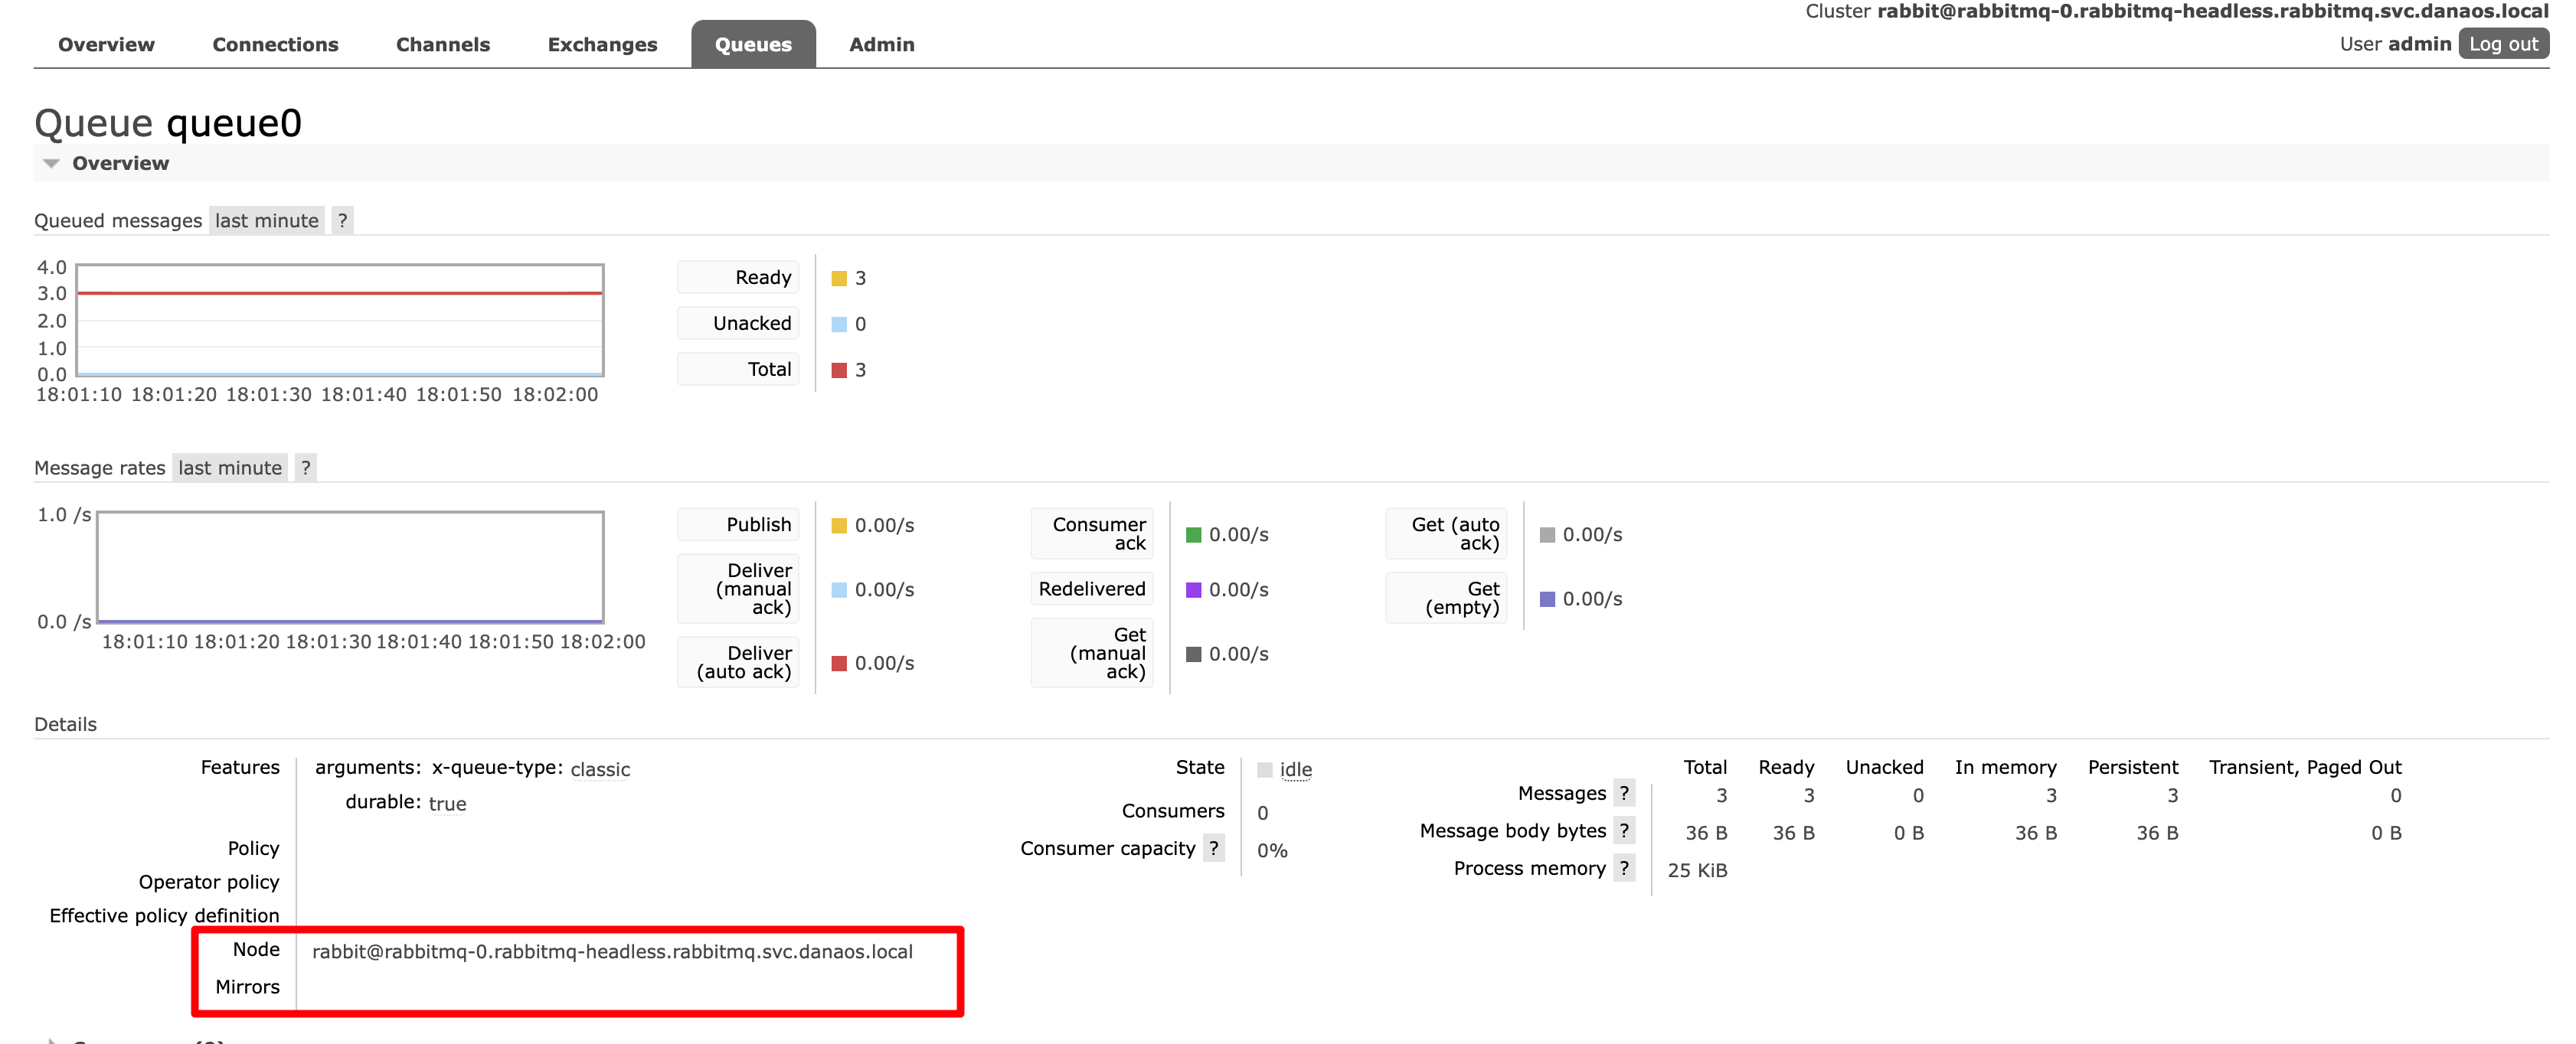 Cluster rabbit@rabbitmq-0.rabbitmq-headless.rabbitmq.svc.danaos.local
Overview Connections Channels Exchanges Queues Admin
User admin Log out
Queue queue0
Overview
Queued messages last minute ?
4.0
3.0
2.0
1.0
0.0
18:01:10 18:01:20 18:01:30 18:01:40 18:01:50 18:02:00
Ready 3
Unacked 0
Total 3
Message rates last minute ?
1.0 /s
0.0 /s
18:01:10 18:01:20 18:01:30 18:01:40 18:01:50 18:02:00
Publish 0.00/s
Deliver (manual ack) 0.00/s
Deliver (auto ack) 0.00/s
Consumer ack 0.00/s
Redelivered 0.00/s
Get (manual ack) 0.00/s
Get (auto ack) 0.00/s
Get (empty) 0.00/s
Details
Features arguments: x-queue-type: classic
durable: true
Policy
Operator policy
Effective policy definition
Node rabbit@rabbitmq-0.rabbitmq-headless.rabbitmq.svc.danaos.local
Mirrors
State idle
Consumers 0
Consumer capacity ? 0%
Total Ready Unacked In memory Persistent Transient, Paged Out
Messages ? 3 3 0 3 3 0
Message body bytes ? 36 B 36 B 0 B 36 B 36 B 0 B
Process memory ? 25 KiB